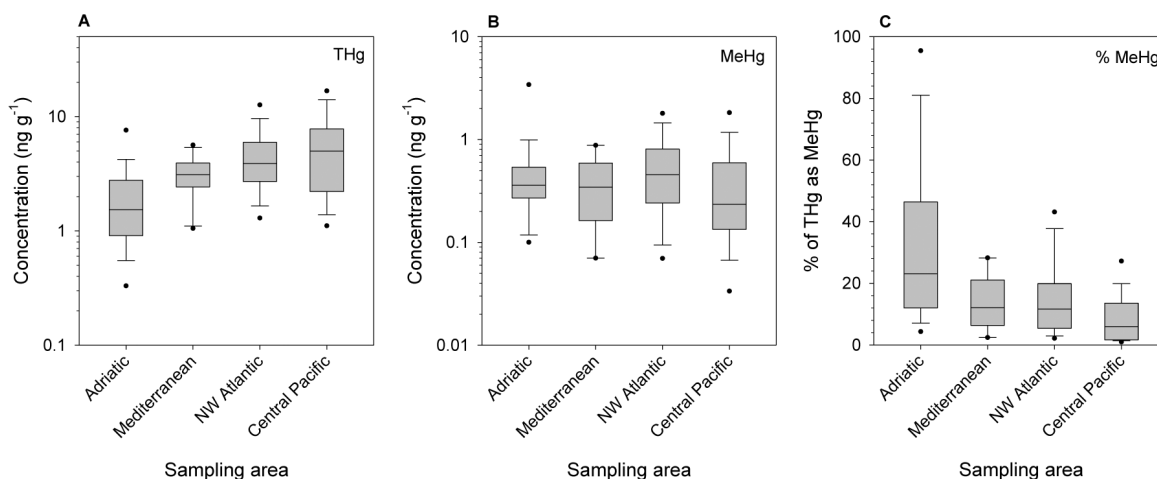 A
THg
Concentration (ng g⁻¹)
10
1
0.1
Adriatic
Mediterranean
NW Atlantic
Central Pacific
Sampling area
B
MeHg
Concentration (ng g⁻¹)
10
1
0.1
0.01
Adriatic
Mediterranean
NW Atlantic
Central Pacific
Sampling area
C
% MeHg
% of THg as MeHg
100
80
60
40
20
0
Adriatic
Mediterranean
NW Atlantic
Central Pacific
Sampling area